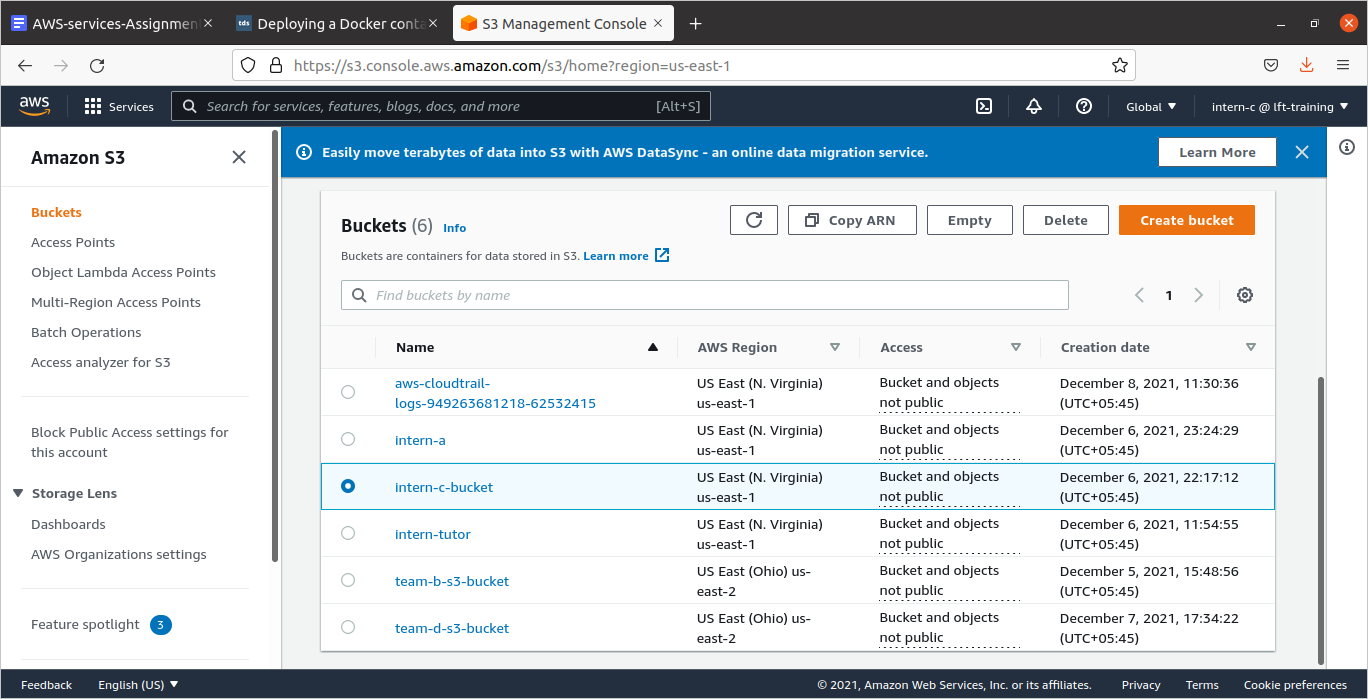 AWS-services-Assignmen
tds Deploying a Docker conta
S3 Management Console
https://s3.console.aws.amazon.com/s3/home?region=us-east-1
aws
Services
Search for services, features, blogs, docs, and more [Alt+S]
Global
intern-c @ lft-training
Amazon S3
Buckets
Access Points
Object Lambda Access Points
Multi-Region Access Points
Batch Operations
Access analyzer for S3
Block Public Access settings for
this account
Storage Lens
Dashboards
AWS Organizations settings
Feature spotlight 3
Easily move terabytes of data into S3 with AWS DataSync - an online data migration service.
Learn More
Buckets (6) Info
Copy ARN
Empty
Delete
Create bucket
Buckets are containers for data stored in S3. Learn more
Find buckets by name
1
Name AWS Region Access Creation date
aws-cloudtrail- US East (N. Virginia) Bucket and objects December 8, 2021, 11:30:36
logs-949263681218-62532415 us-east-1 not public (UTC+05:45)
intern-a US East (N. Virginia) Bucket and objects December 6, 2021, 23:24:29
us-east-1 not public (UTC+05:45)
intern-c-bucket US East (N. Virginia) Bucket and objects December 6, 2021, 22:17:12
us-east-1 not public (UTC+05:45)
intern-tutor US East (N. Virginia) Bucket and objects December 6, 2021, 11:54:55
us-east-1 not public (UTC+05:45)
team-b-s3-bucket US East (Ohio) us- Bucket and objects December 5, 2021, 15:48:56
east-2 not public (UTC+05:45)
team-d-s3-bucket US East (Ohio) us- Bucket and objects December 7, 2021, 17:34:22
east-2 not public (UTC+05:45)
Feedback English (US) © 2021, Amazon Web Services, Inc. or its affiliates. Privacy Terms Cookie preferences